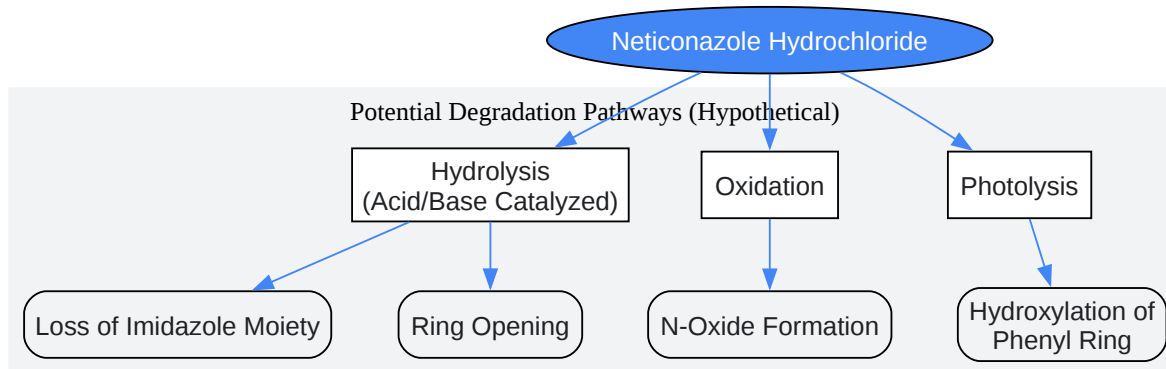 Neticonazole Hydrochloride
Potential Degradation Pathways (Hypothetical)
Hydrolysis
(Acid/Base Catalyzed)
Oxidation
Photolysis
Loss of Imidazole Moiety
Ring Opening
N-Oxide Formation
Hydroxylation of
Phenyl Ring